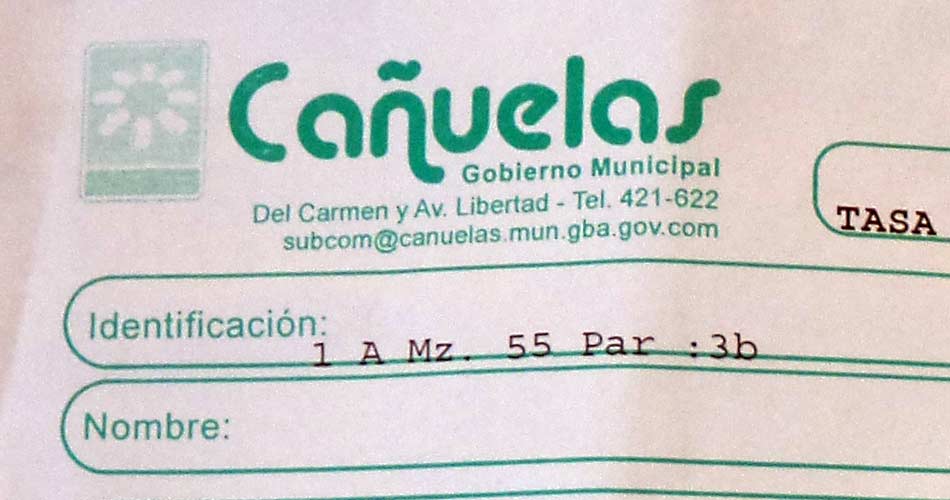 Cañuelas
Gobierno Municipal
Del Carmen y Av. Libertad - Tel. 421-622
subcom@canuelas.mun.gba.gov.com
TASA
Identificación:
1 A Mz. 55 Par :3b
Nombre: